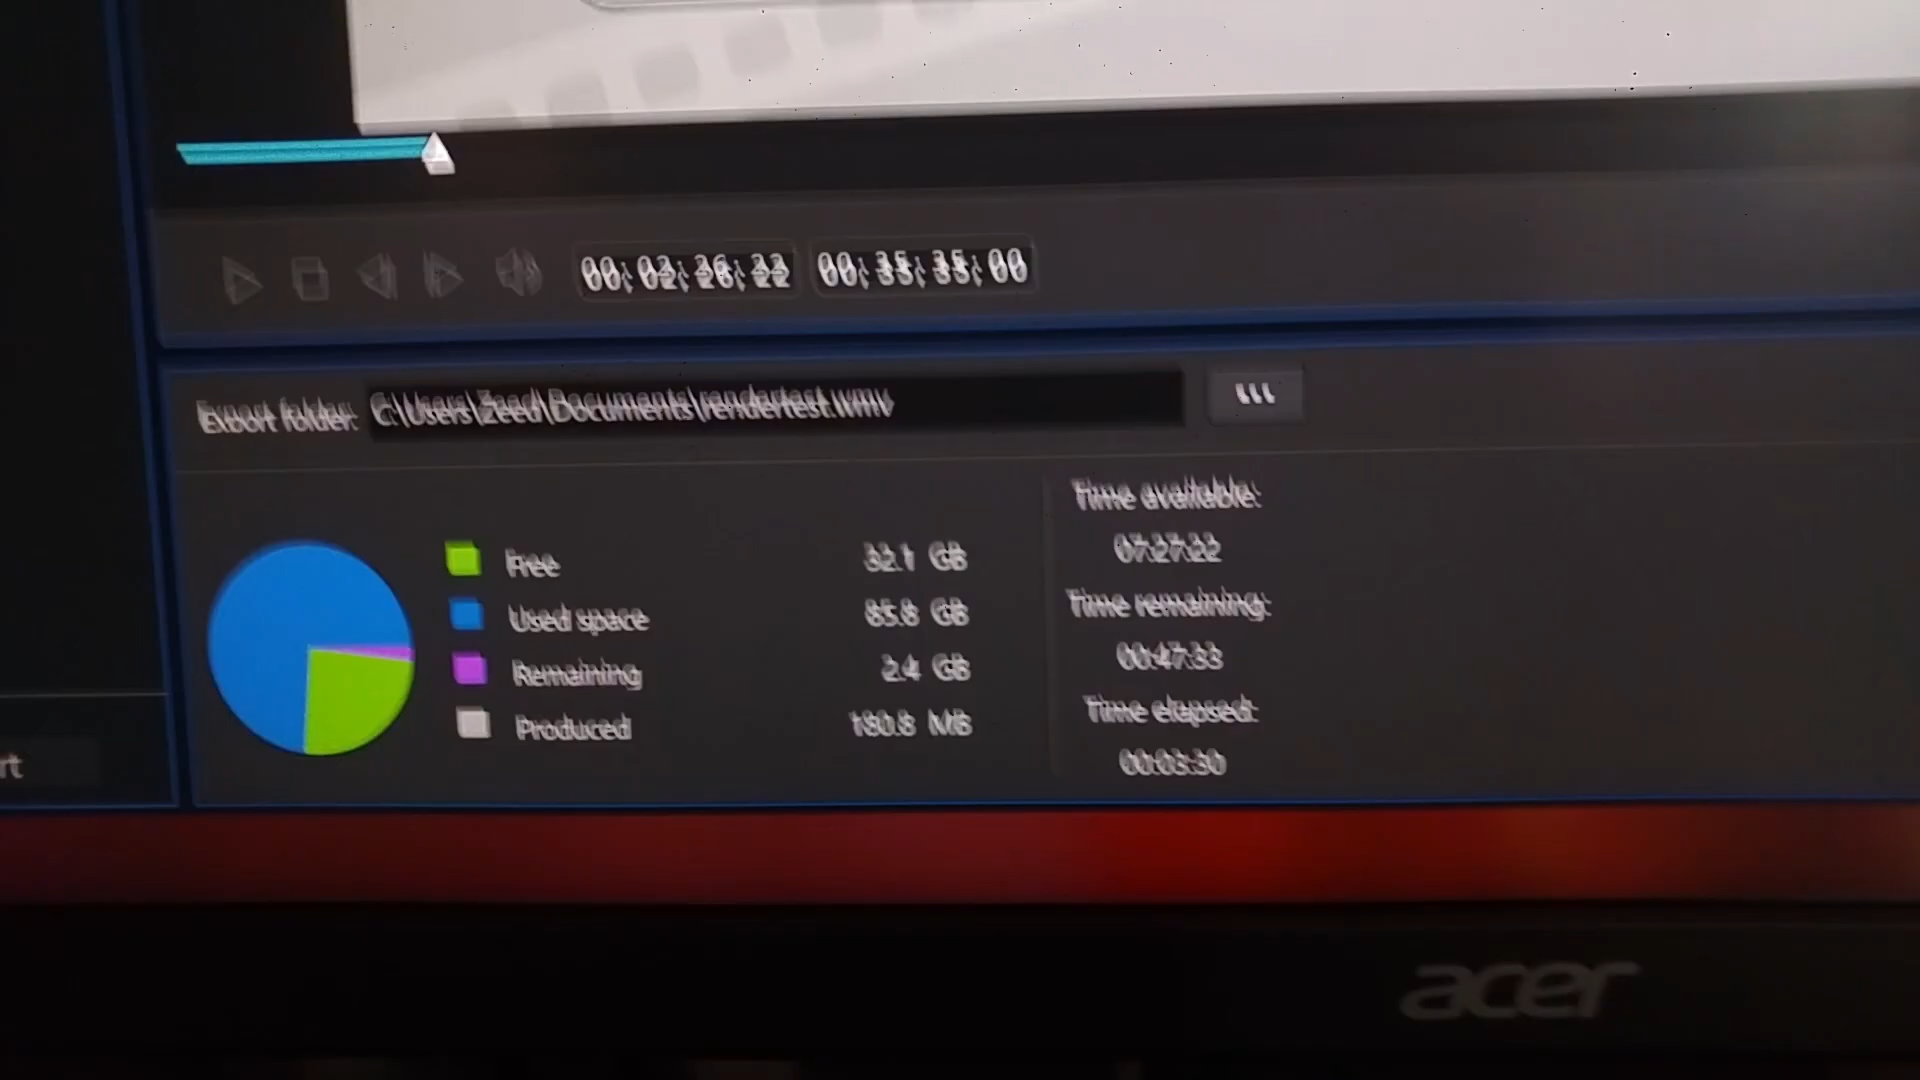 00; 02; 26; 22 00; 35; 35; 00
Export folder: C:\Users\Zeed\Documents\rendertest.wmv
Free 32.1 GB
Used space 85.8 GB
Remaining 2.4 GB
Produced 180.8 MB
Time available:
07:27:22
Time remaining:
00:47:33
Time elapsed:
00:03:30
rt
acer